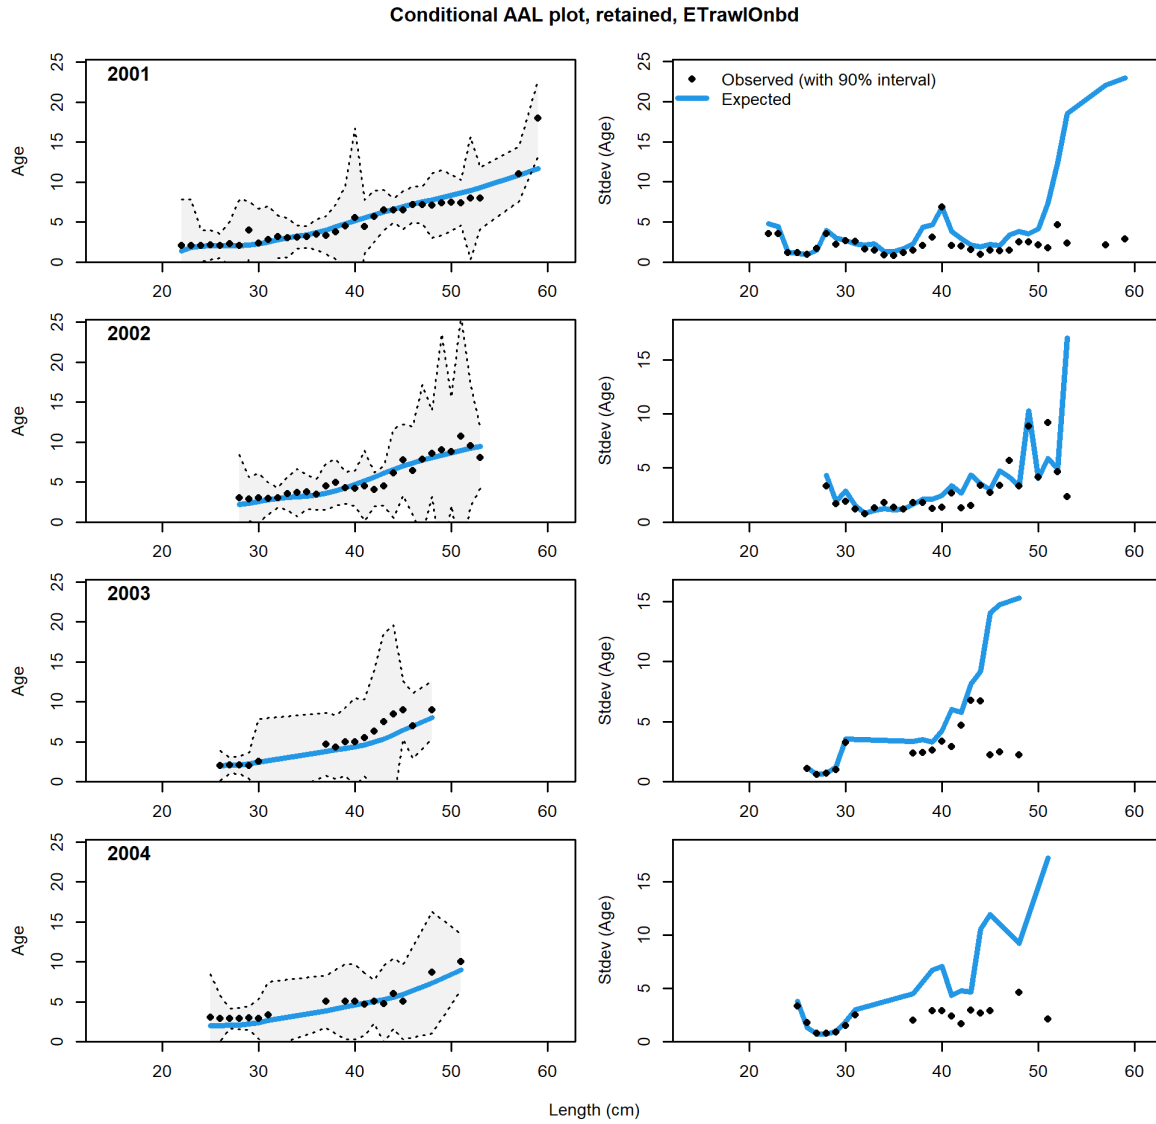 Conditional AAL plot, retained, ETrawlOnbd
2001
Age
0 5 10 15 20 25
20 30 40 50 60
Observed (with 90% interval)
Expected
Stdev (Age)
0 5 10 15 20 25
20 30 40 50 60
2002
Age
0 5 10 15 20 25
20 30 40 50 60
Stdev (Age)
0 5 10 15
20 30 40 50 60
2003
Age
0 5 10 15 20 25
20 30 40 50 60
Stdev (Age)
0 5 10 15
20 30 40 50 60
2004
Age
0 5 10 15 20 25
20 30 40 50 60
Stdev (Age)
0 5 10 15
20 30 40 50 60
Length (cm)